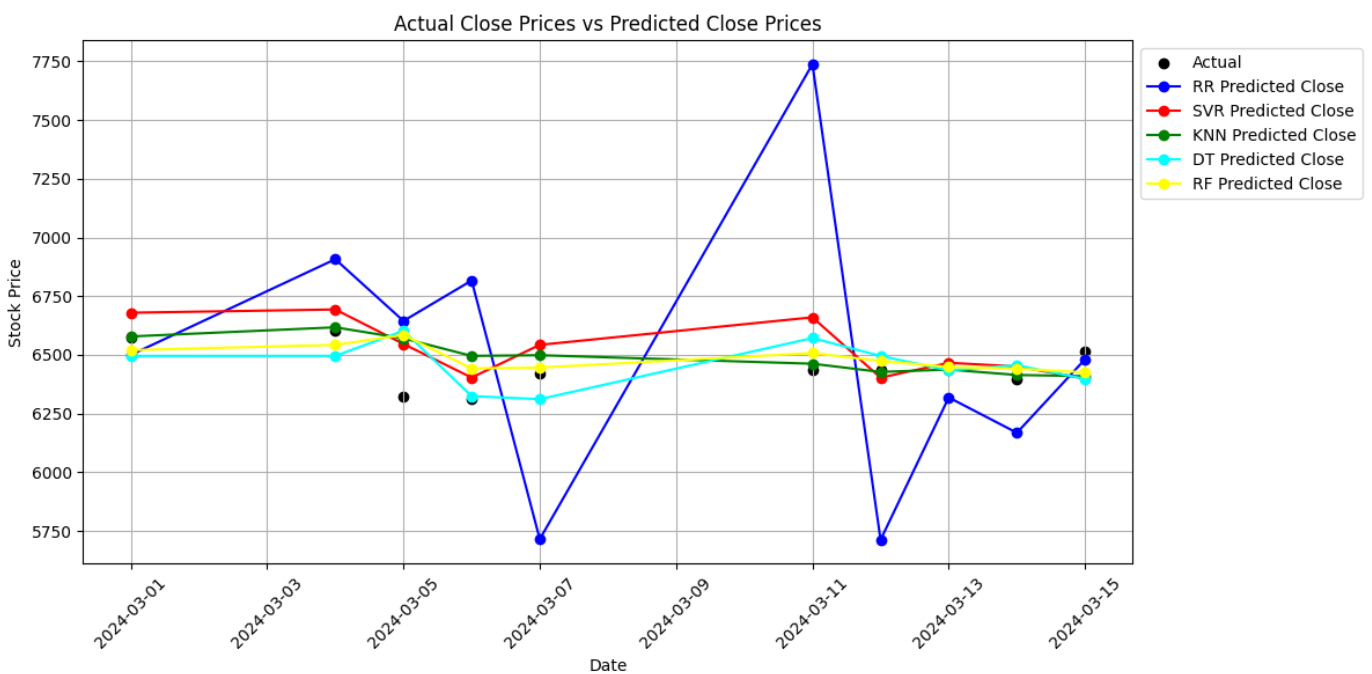 Actual Close Prices vs Predicted Close Prices
Actual
RR Predicted Close
SVR Predicted Close
KNN Predicted Close
DT Predicted Close
RF Predicted Close
Stock Price
7750
7500
7250
7000
6750
6500
6250
6000
5750
2024-03-01
2024-03-03
2024-03-05
2024-03-07
2024-03-09
2024-03-11
2024-03-13
2024-03-15
Date